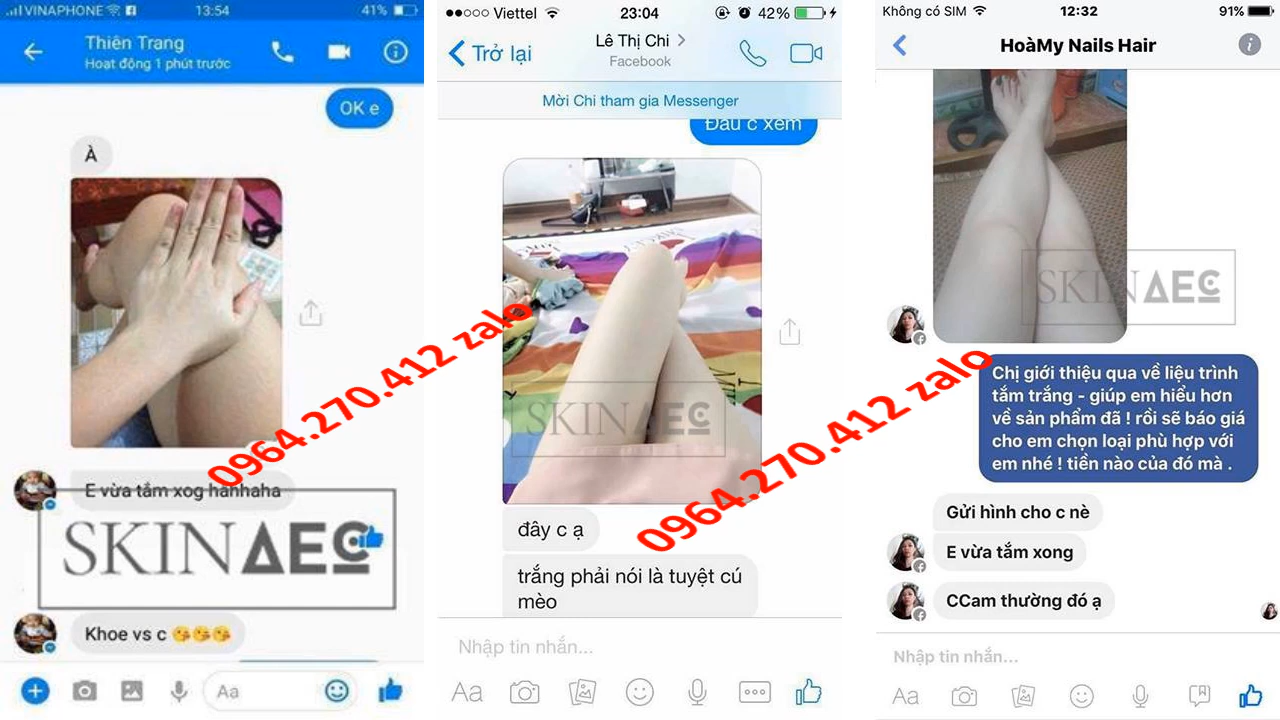 VINAPHONE 13:54 41%
Thiên Trang
Hoạt động 1 phút trước
OK e
À
E vừa tắm xog hahhaha
SKINAEC
Khoe vs c 😘😘😘
Aa
Viettel 23:04 42%
Trở lại
Lê Thị Chi
Facebook
Mời Chi tham gia Messenger
Đâu c xem
SKINAEC
đây c ạ
trắng phải nói là tuyệt cú
mèo
Nhập tin nhắn...
Aa
0964.270.412 zalo
0964.270.412 zalo
Không có SIM 12:32 91%
HoàMy Nails Hair
SKINAEC
Chị giới thiệu qua về liệu trình
tắm trắng - giúp em hiểu hơn
về sản phẩm đã ! rồi sẽ báo giá
cho em chọn loại phù hợp với
em nhé ! tiền nào của đó mà .
Gửi hình cho c nè
E vừa tắm xong
CCam thường đó ạ
Nhập tin nhắn...
Aa